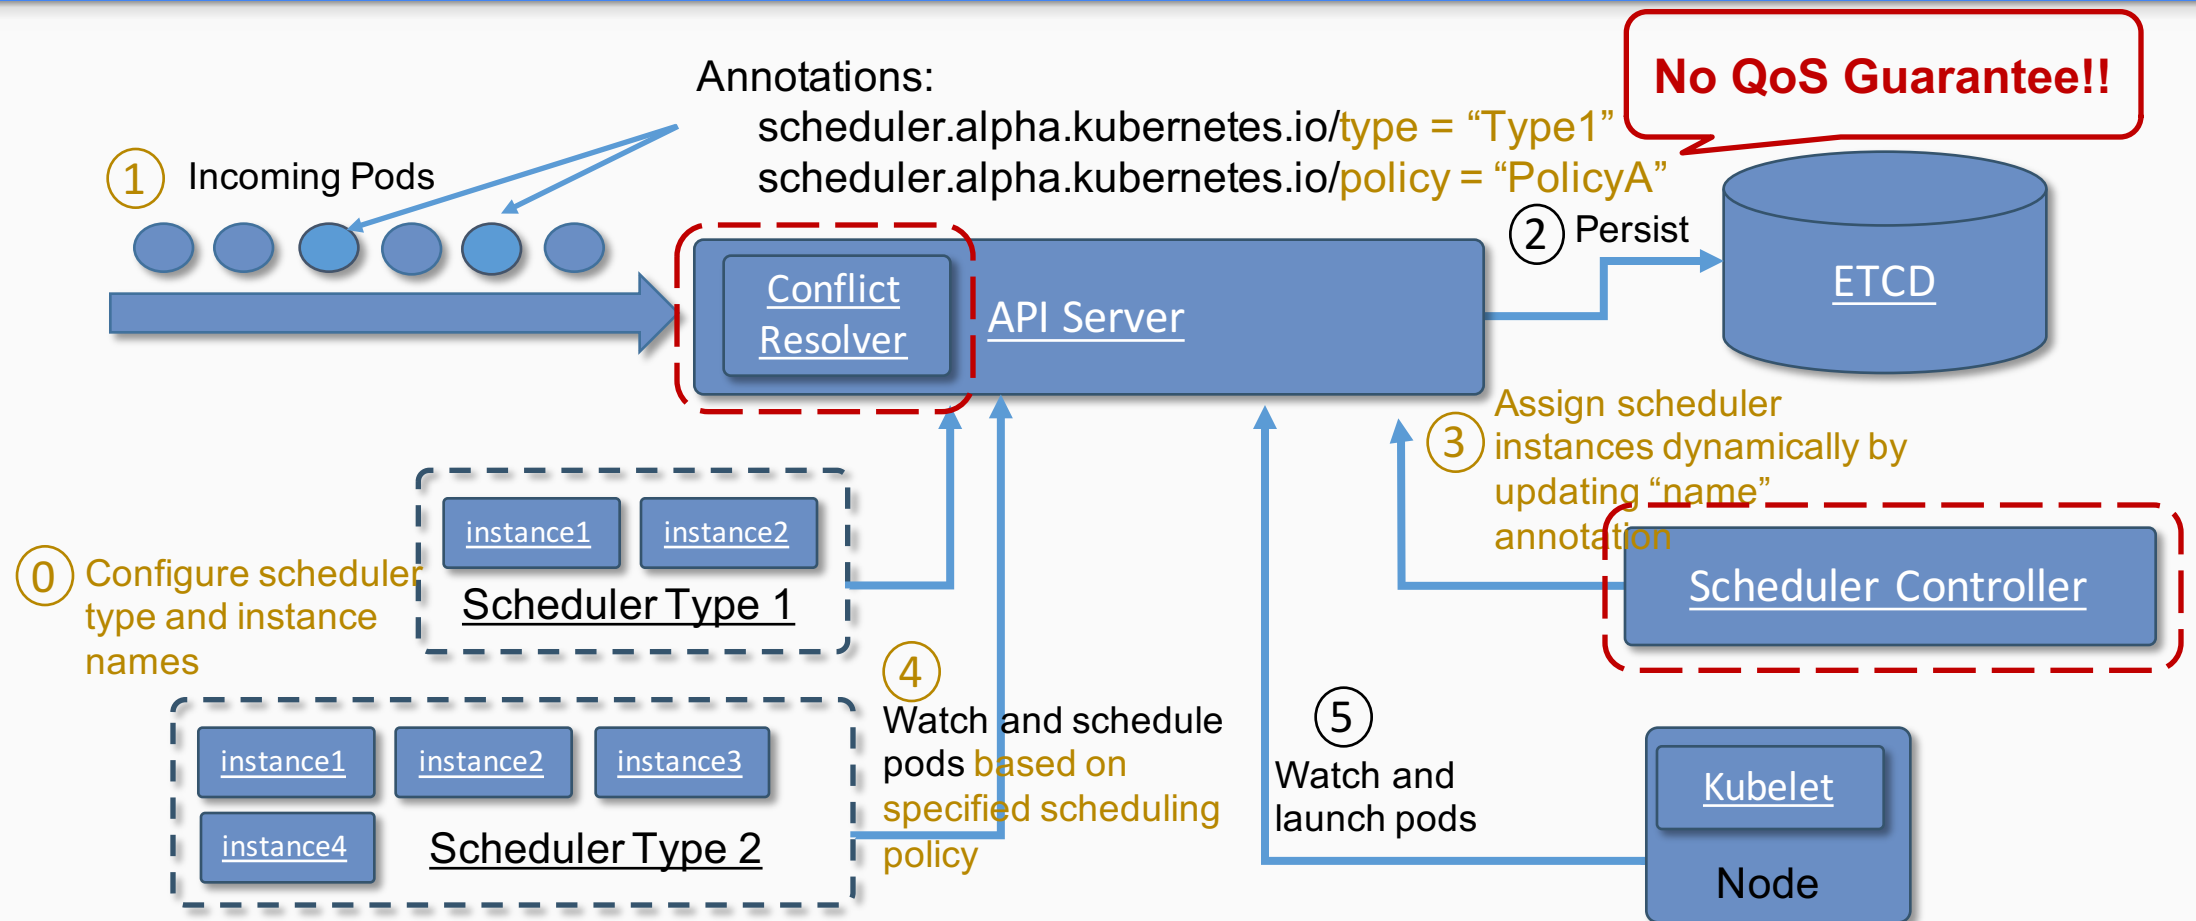 No QoS Guarantee!!
Annotations:
scheduler.alpha.kubernetes.io/type = “Type1”
scheduler.alpha.kubernetes.io/policy = “PolicyA”
1 Incoming Pods
2 Persist
Conflict
Resolver
API Server
ETCD
3 Assign scheduler
instances dynamically by
updating “name”
annotation
instance1 instance2
Scheduler Type 1
0 Configure scheduler
type and instance
names
Scheduler Controller
4
Watch and schedule
pods based on
specified scheduling
policy
5
Watch and
launch pods
instance1 instance2 instance3
instance4
Scheduler Type 2
Kubelet
Node